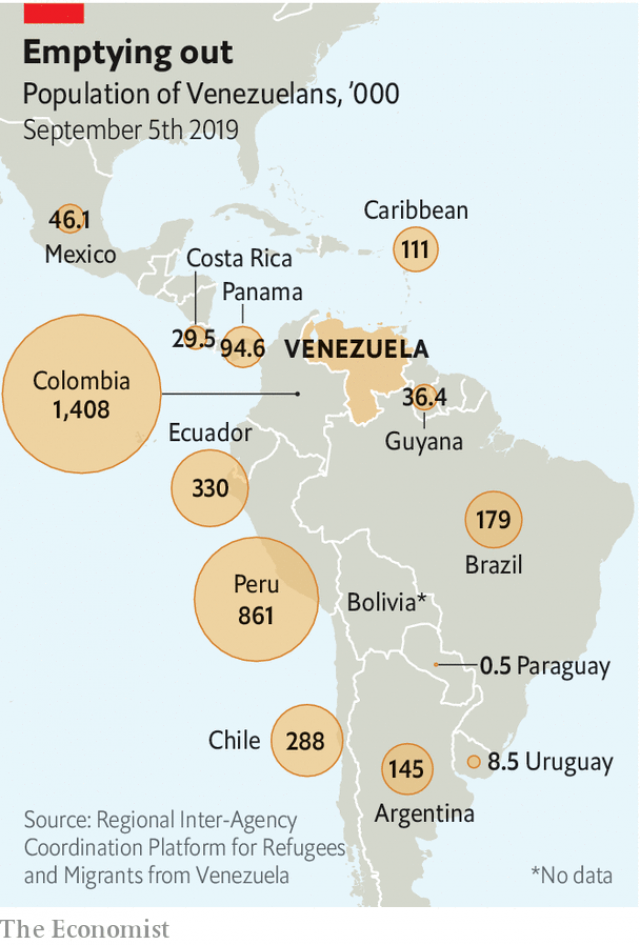 Emptying out
Population of Venezuelans, ’000
September 5th 2019
46.1
Mexico
Caribbean
111
Costa Rica
Panama
29.5
94.6
VENEZUELA
Colombia
1,408
36.4
Guyana
Ecuador
330
179
Brazil
Peru
861
Bolivia*
0.5 Paraguay
Chile
288
145
Argentina
8.5 Uruguay
Source: Regional Inter-Agency
Coordination Platform for Refugees
and Migrants from Venezuela
*No data
The Economist